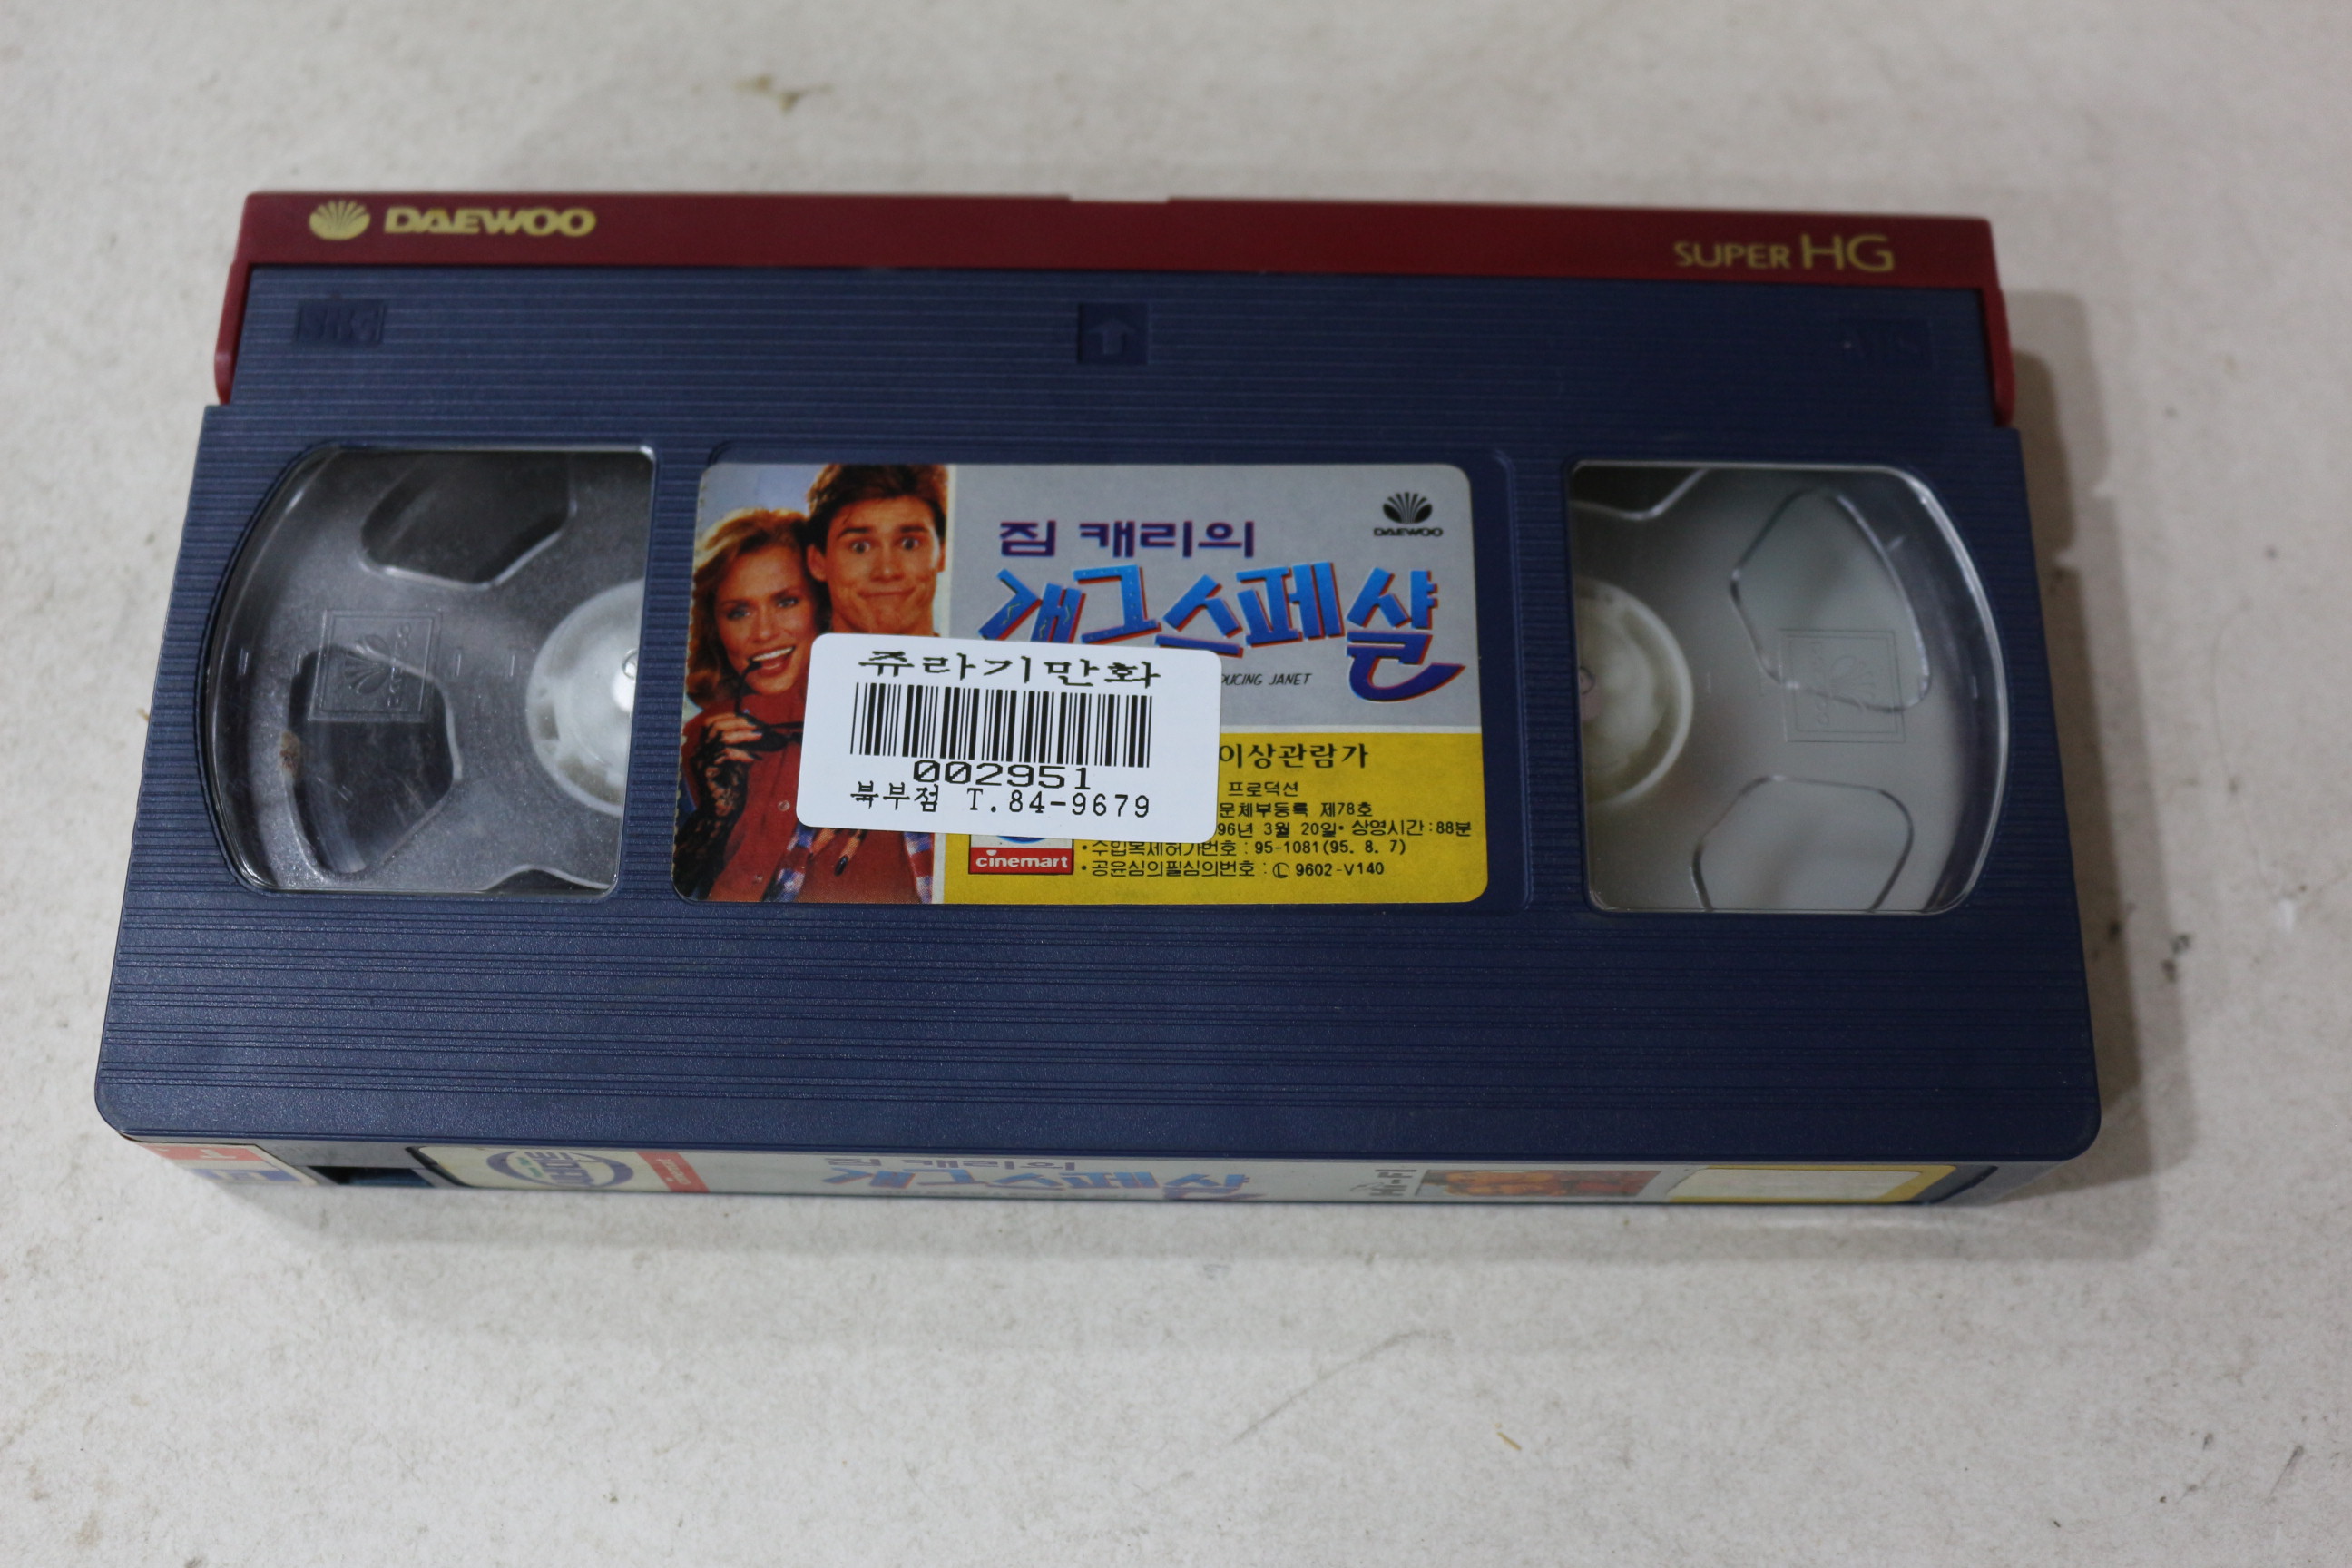 DAEWOO
SUPER HG
짐 캐리의
DAEWOO
개그스페샬
DUCING JANET
쥬라기만화
002951
북부점 T.84-9679
이상관람가
프로덕션
문체부등록 제78호
96년 3월 20일• 상영시간:88분
cinemart
•수입복제허가번호 : 95-1081(95. 8. 7)
•공윤심의필심의번호 : Ⓛ 9602-V140
짐 캐리의
개그스페샬